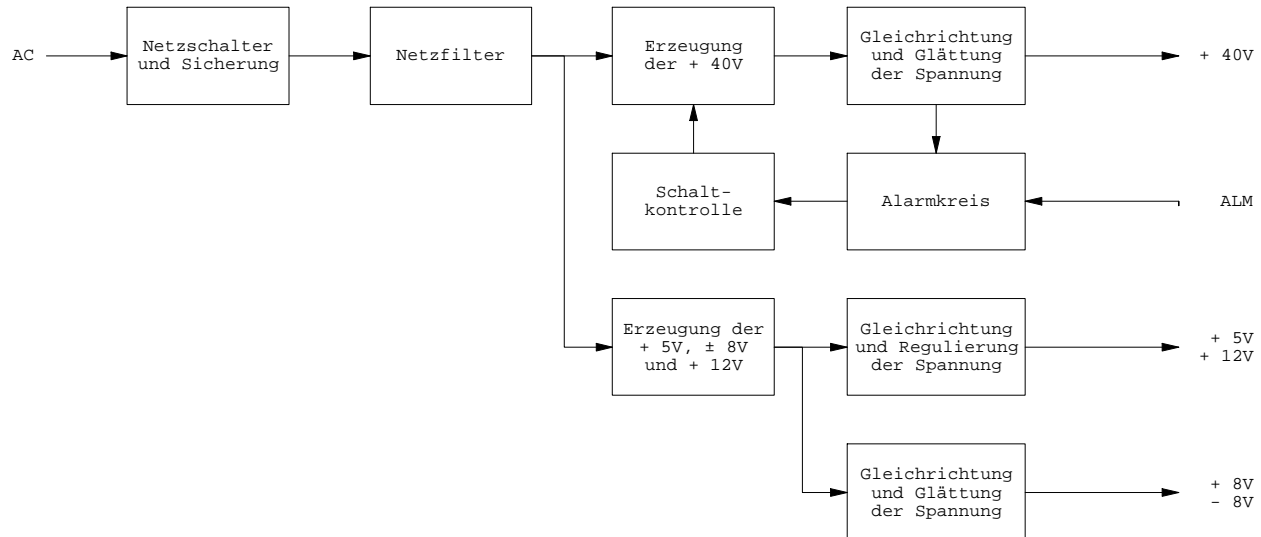 AC
Netzschalter
und Sicherung
Netzfilter
Erzeugung
der + 40V
Gleichrichtung
und Glättung
der Spannung
+ 40V
Schalt-
kontrolle
Alarmkreis
ALM
Erzeugung der
+ 5V, ± 8V
und + 12V
Gleichrichtung
und Regulierung
der Spannung
+ 5V
+ 12V
Gleichrichtung
und Glättung
der Spannung
+ 8V
- 8V